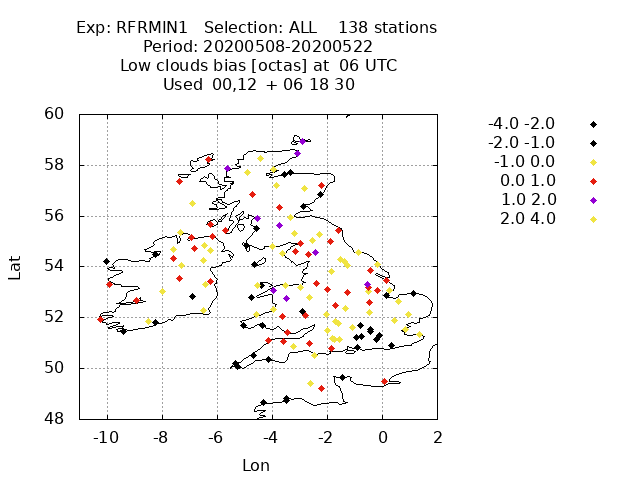 Exp: RFRMIN1 Selection: ALL 138 stations
Period: 20200508-20200522
Low clouds bias [octas] at 06 UTC
Used 00,12 + 06 18 30
-4.0 -2.0
-2.0 -1.0
-1.0 0.0
0.0 1.0
1.0 2.0
2.0 4.0
60
58
56
54
52
50
48
Lat
-10 -8 -6 -4 -2 0 2
Lon